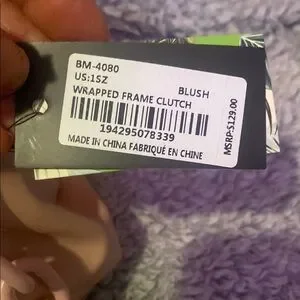 BM-4080
US:1SZ BLUSH
WRAPPED FRAME CLUTCH
194295078339
MADE IN CHINA FABRIQUÉ EN CHINE
MSRP-$129.00